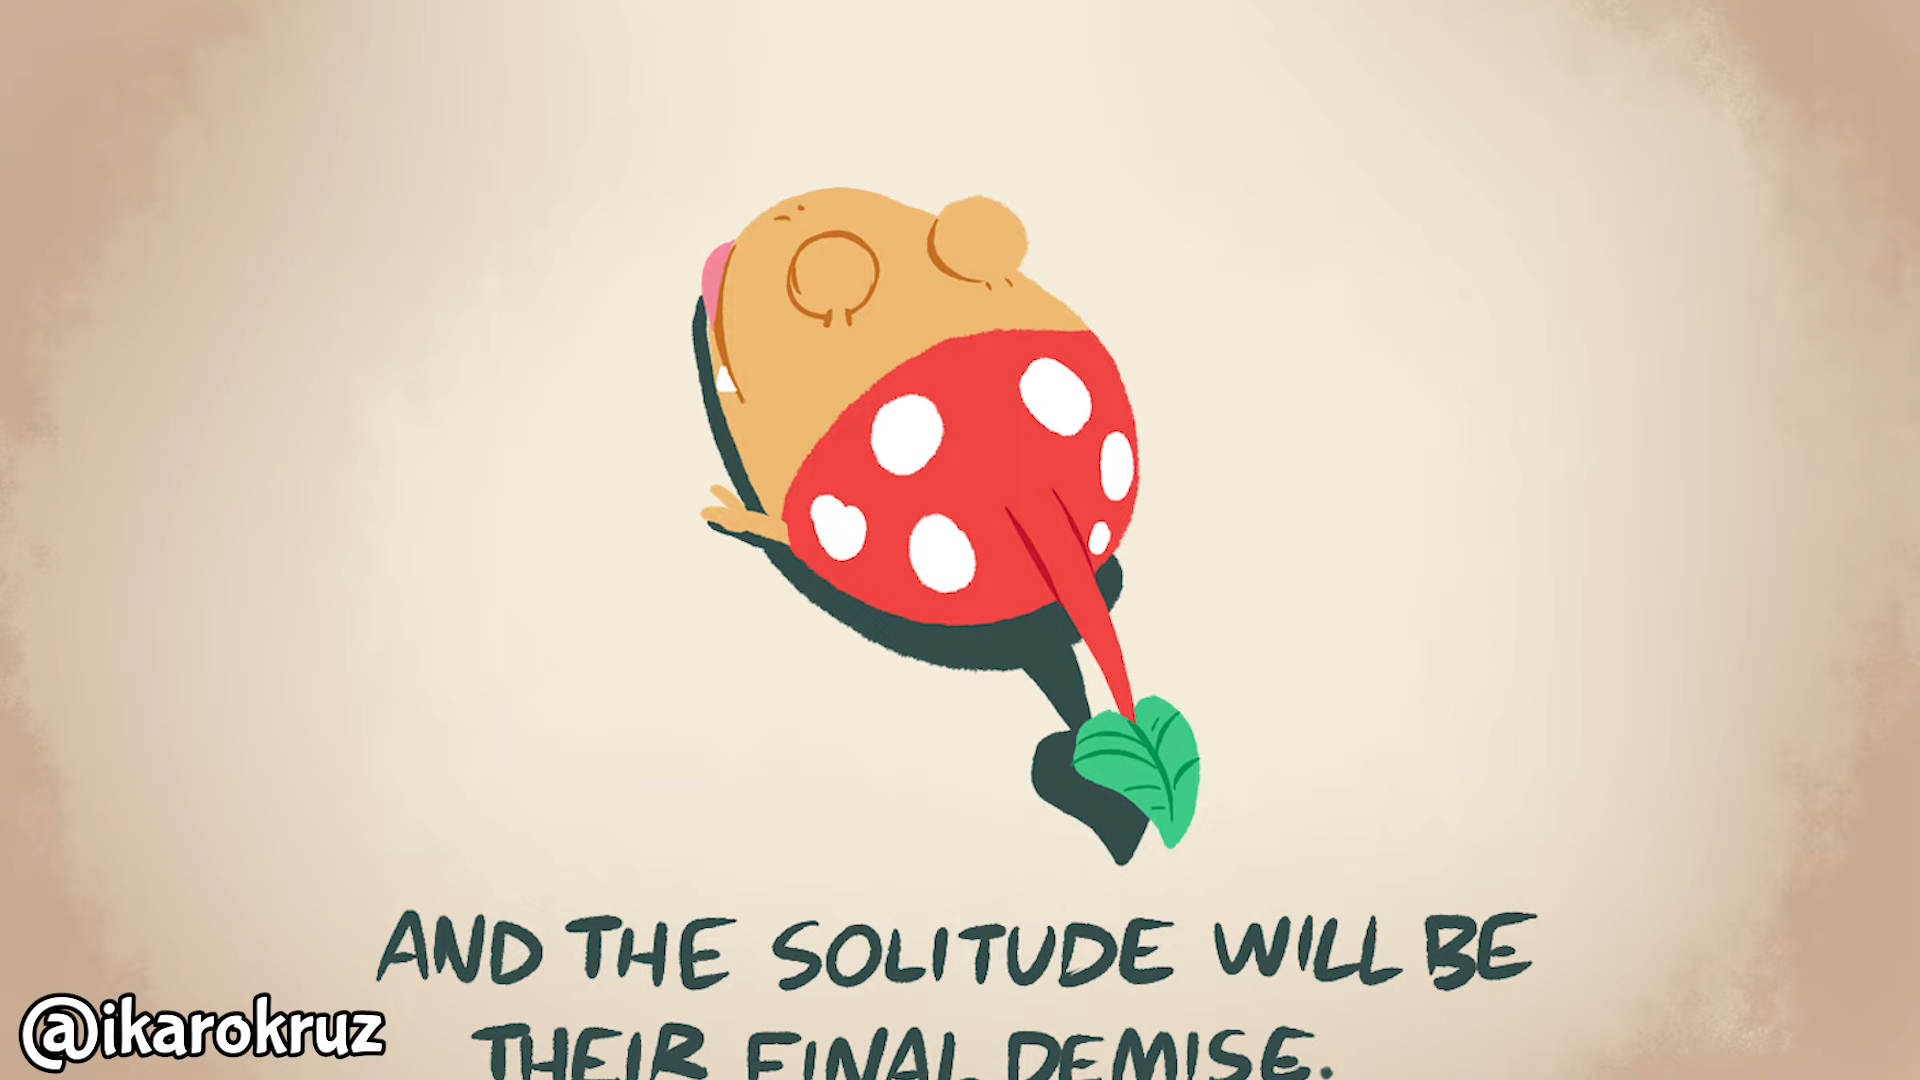 AND THE SOLITUDE WILL BE
THEIR FINAL DEMISE.
@ikarokruz